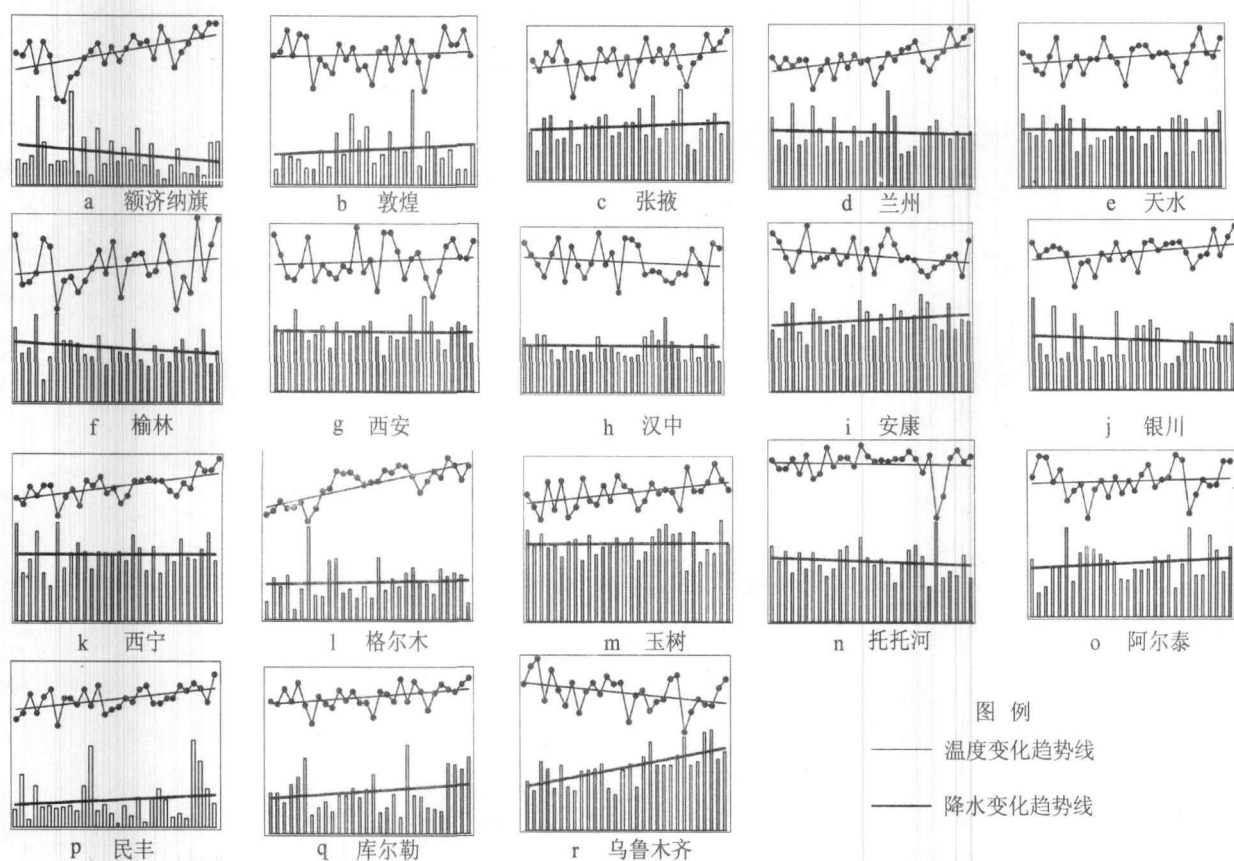 a 额济纳旗
b 敦煌
c 张掖
d 兰州
e 天水
f 榆林
g 西安
h 汉中
i 安康
j 银川
k 西宁
l 格尔木
m 玉树
n 托托河
o 阿尔泰
p 民丰
q 库尔勒
r 乌鲁木齐
图 例
温度变化趋势线
降水变化趋势线